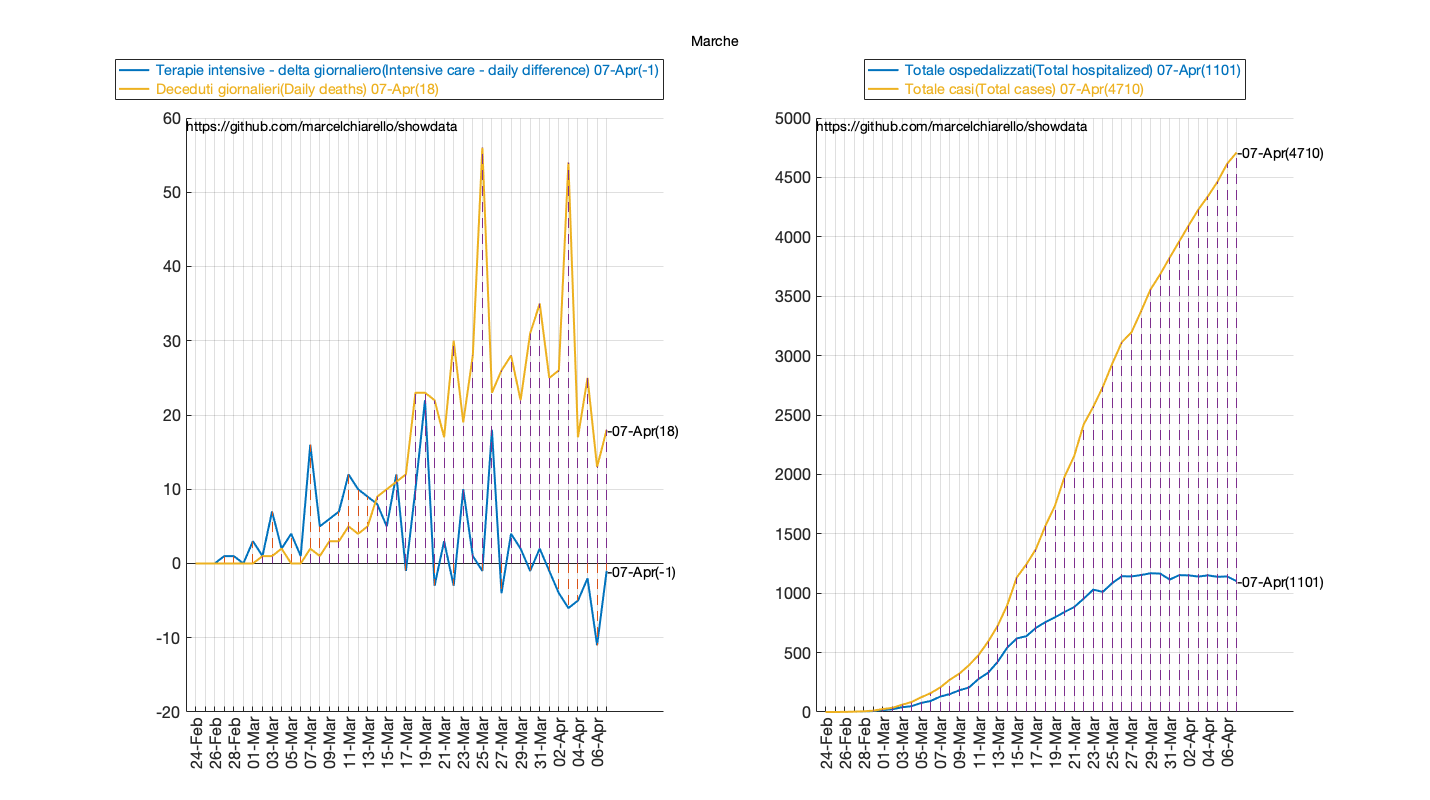 Marche
Terapie intensive - delta giornaliero(Intensive care - daily difference) 07-Apr(-1)
Deceduti giornalieri(Daily deaths) 07-Apr(18)
https://github.com/marcelchiarello/showdata
60
50
40
30
20
10
0
-10
-20
-07-Apr(18)
-07-Apr(-1)
24-Feb
26-Feb
28-Feb
01-Mar
03-Mar
05-Mar
07-Mar
09-Mar
11-Mar
13-Mar
15-Mar
17-Mar
19-Mar
21-Mar
23-Mar
25-Mar
27-Mar
29-Mar
31-Mar
02-Apr
04-Apr
06-Apr
Totale ospedalizzati(Total hospitalized) 07-Apr(1101)
Totale casi(Total cases) 07-Apr(4710)
https://github.com/marcelchiarello/showdata
5000
4500
4000
3500
3000
2500
2000
1500
1000
500
0
-07-Apr(4710)
-07-Apr(1101)
24-Feb
26-Feb
28-Feb
01-Mar
03-Mar
05-Mar
07-Mar
09-Mar
11-Mar
13-Mar
15-Mar
17-Mar
19-Mar
21-Mar
23-Mar
25-Mar
27-Mar
29-Mar
31-Mar
02-Apr
04-Apr
06-Apr